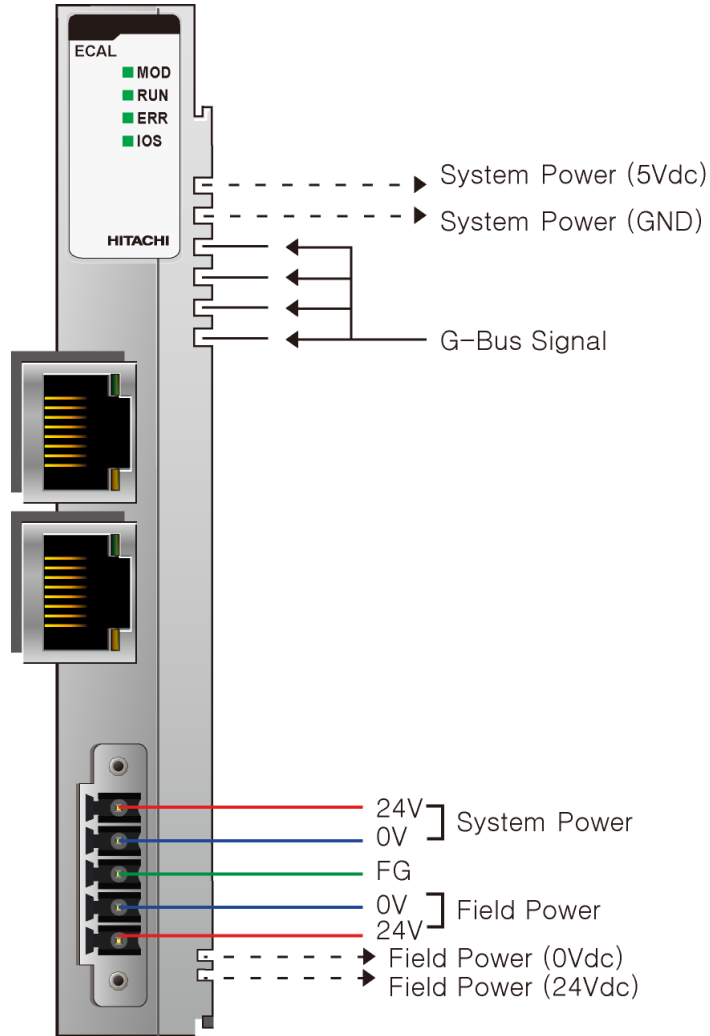 ECAL
MOD
RUN
ERR
IOS
HITACHI
System Power (5Vdc)
System Power (GND)
G-Bus Signal
24V
0V
System Power
FG
0V
24V
Field Power
Field Power (0Vdc)
Field Power (24Vdc)